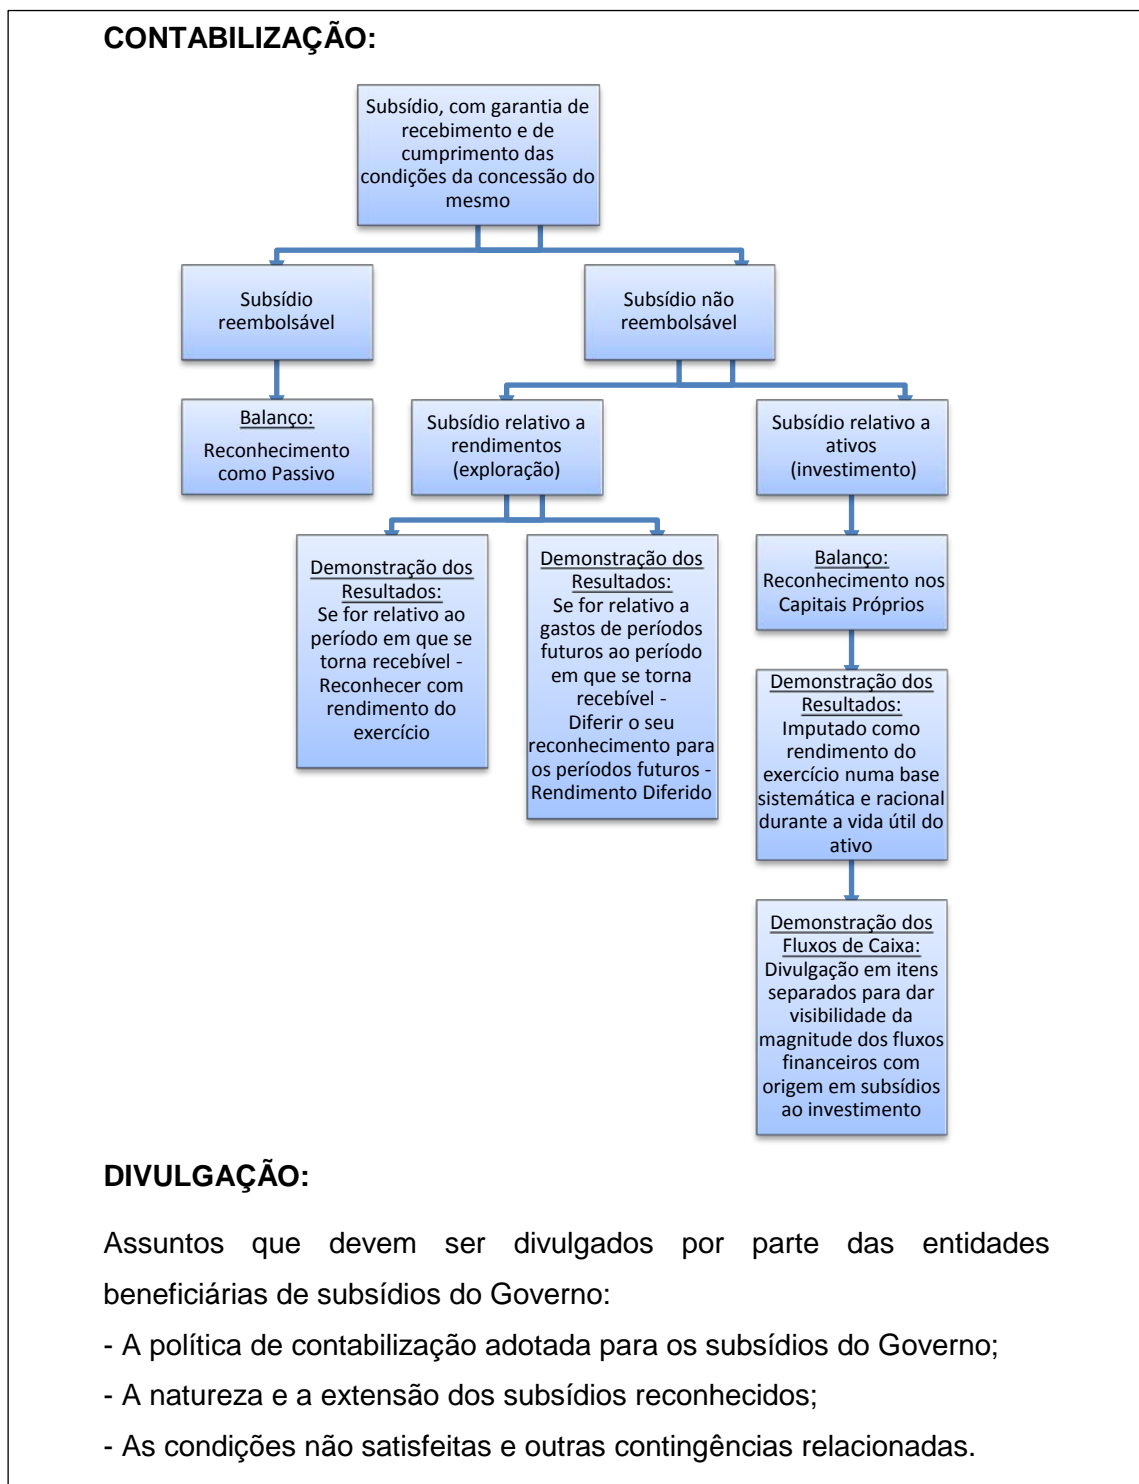 CONTABILIZAÇÃO:
Subsídio, com garantia de
recebimento e de
cumprimento das
condições da concessão do
mesmo
Subsídio
reembolsável
Subsídio não
reembolsável
Balanço:
Reconhecimento
como Passivo
Subsídio relativo a
rendimentos
(exploração)
Subsídio relativo a
ativos
(investimento)
Demonstração dos
Resultados:
Se for relativo ao
período em que se
torna recebível -
Reconhecer com
rendimento do
exercício
Demonstração dos
Resultados:
Se for relativo a
gastos de períodos
futuros ao período
em que se torna
recebível -
Diferir o seu
reconhecimento para
os períodos futuros -
Rendimento Diferido
Balanço:
Reconhecimento nos
Capitais Próprios
Demonstração dos
Resultados:
Imputado como
rendimento do
exercício numa base
sistemática e racional
durante a vida útil do
ativo
Demonstração dos
Fluxos de Caixa:
Divulgação em itens
separados para dar
visibilidade da
magnitude dos fluxos
financeiros com
origem em subsídios
ao investimento
DIVULGAÇÃO:
Assuntos que devem ser divulgados por parte das entidades
beneficiárias de subsídios do Governo:
- A política de contabilização adotada para os subsídios do Governo;
- A natureza e a extensão dos subsídios reconhecidos;
- As condições não satisfeitas e outras contingências relacionadas.